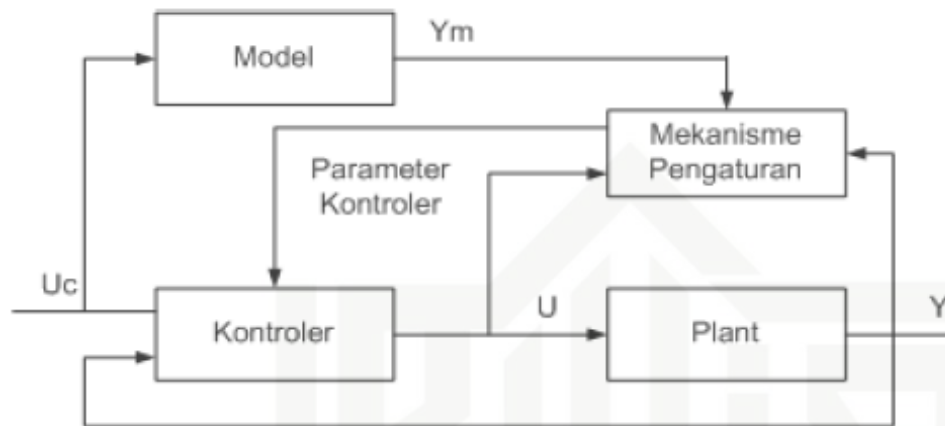 Model
Ym
Mekanisme
Pengaturan
Parameter
Kontroler
Uc
Kontroler
U
Plant
Y